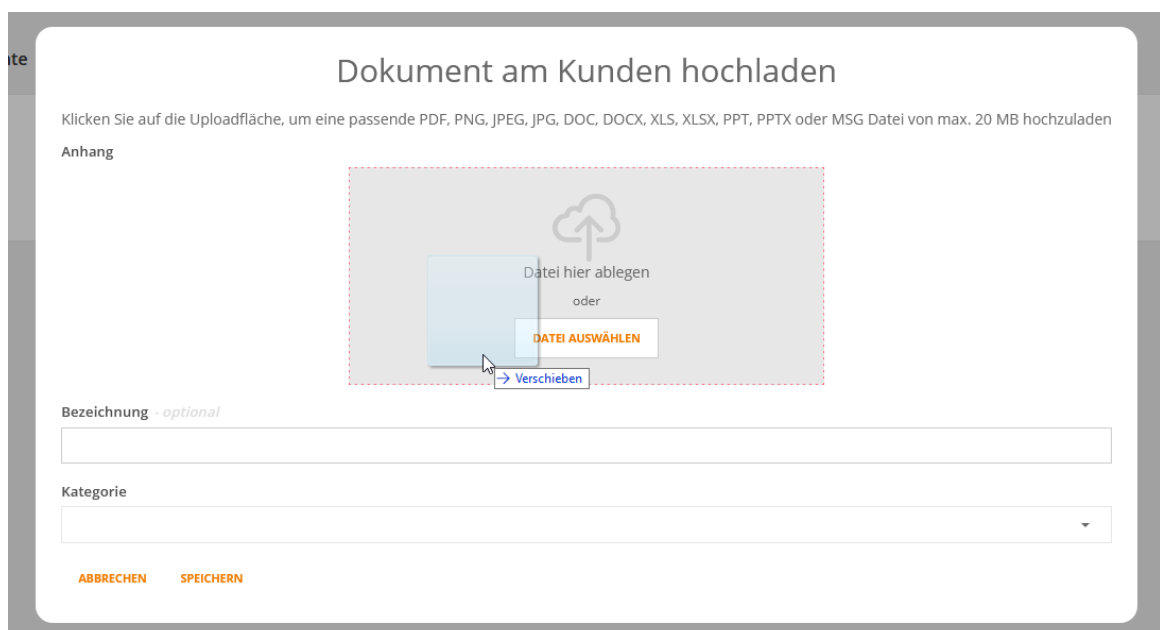 Dokument am Kunden hochladen
Klicken Sie auf die Uploadfläche, um eine passende PDF, PNG, JPEG, JPG, DOC, DOCX, XLS, XLSX, PPT, PPTX oder MSG Datei von max. 20 MB hochzuladen
Anhang
Datei hier ablegen
oder
DATEI AUSWÄHLEN
→ Verschieben
Bezeichnung - optional
Kategorie
ABBRECHEN SPEICHERN